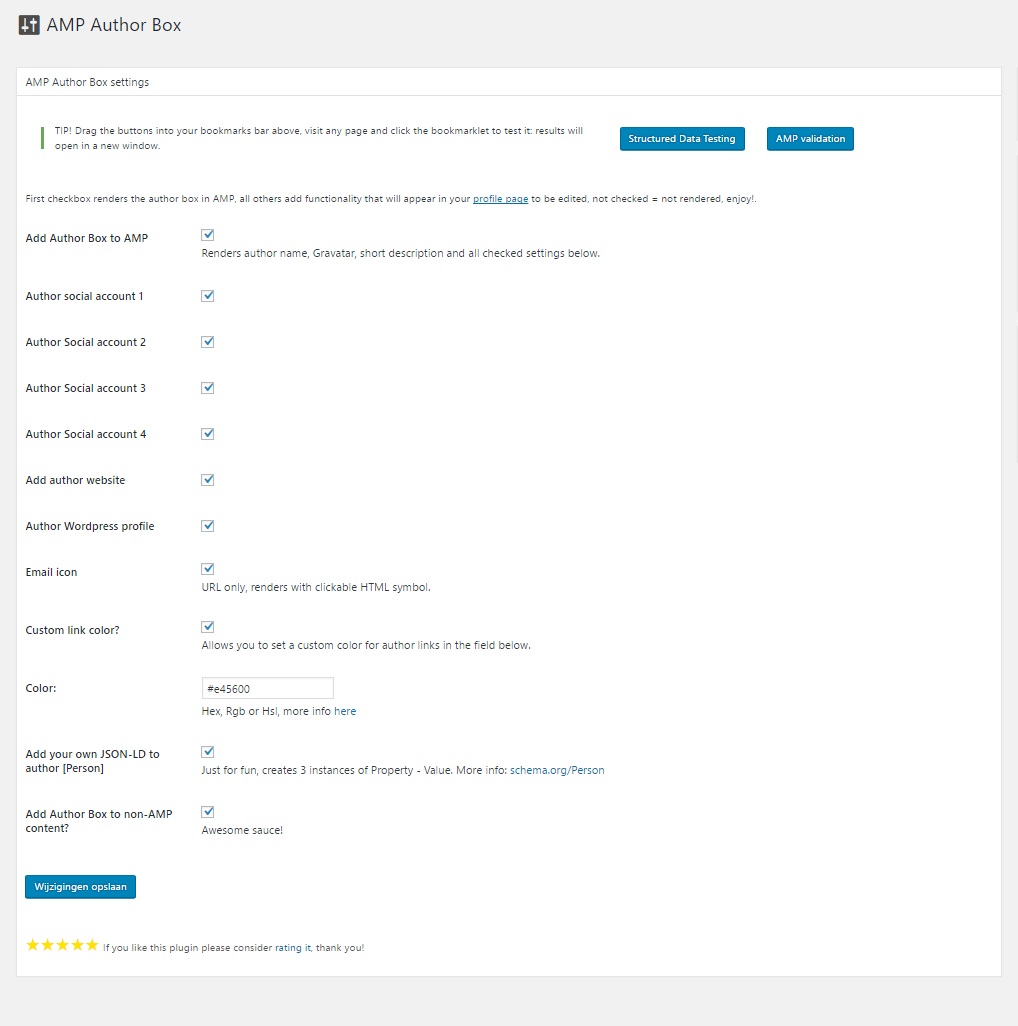 AMP Author Box
AMP Author Box settings
TIP! Drag the buttons into your bookmarks bar above, visit any page and click the bookmarklet to test it: results will
open in a new window.
Structured Data Testing
AMP validation
First checkbox renders the author box in AMP, all others add functionality that will appear in your profile page to be edited, not checked = not rendered, enjoy!.
Add Author Box to AMP
Renders author name, Gravatar, short description and all checked settings below.
Author social account 1
Author Social account 2
Author Social account 3
Author Social account 4
Add author website
Author Wordpress profile
Email icon
URL only, renders with clickable HTML symbol.
Custom link color?
Allows you to set a custom color for author links in the field below.
Color:
#e45600
Hex, Rgb or Hsl, more info here
Add your own JSON-LD to
author [Person]
Just for fun, creates 3 instances of Property - Value. More info: schema.org/Person
Add Author Box to non-AMP
content?
Awesome sauce!
Wijzigingen opslaan
If you like this plugin please consider rating it, thank you!